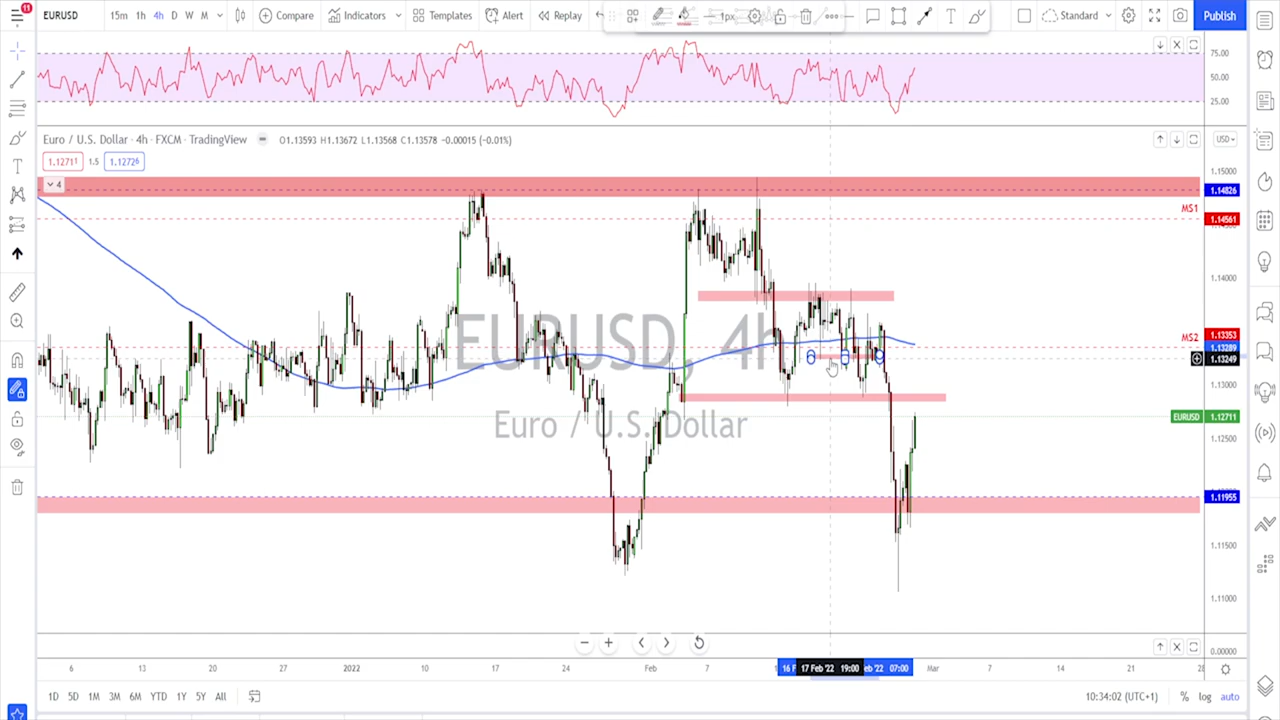 11
EURUSD 15m 1h 4h D W M Compare Indicators Templates Alert Replay 1px Standard Publish
75.00
50.00
25.00
Euro / U.S. Dollar · 4h · FXCM · TradingView O1.13593 H1.13672 L1.13568 C1.13578 −0.00015 (−0.01%) USD
1.12711 1.5 1.12726
1.15000
4
1.14826
MS1
1.14561
1.14000
EURUSD, 4h
MS2 1.13353
1.13289
1.13249
1.13000
Euro / U.S. Dollar
EURUSD 1.12711
1.12500
1.11955
1.11500
1.11000
0.00000
6 13 20 27 2022 10 17 24 Feb 7 16 F 17 Feb '22 19:00 eb '22 07:00 Mar 7 14 21 28
1D 5D 1M 3M 6M YTD 1Y 5Y All 10:34:02 (UTC+1) % log auto